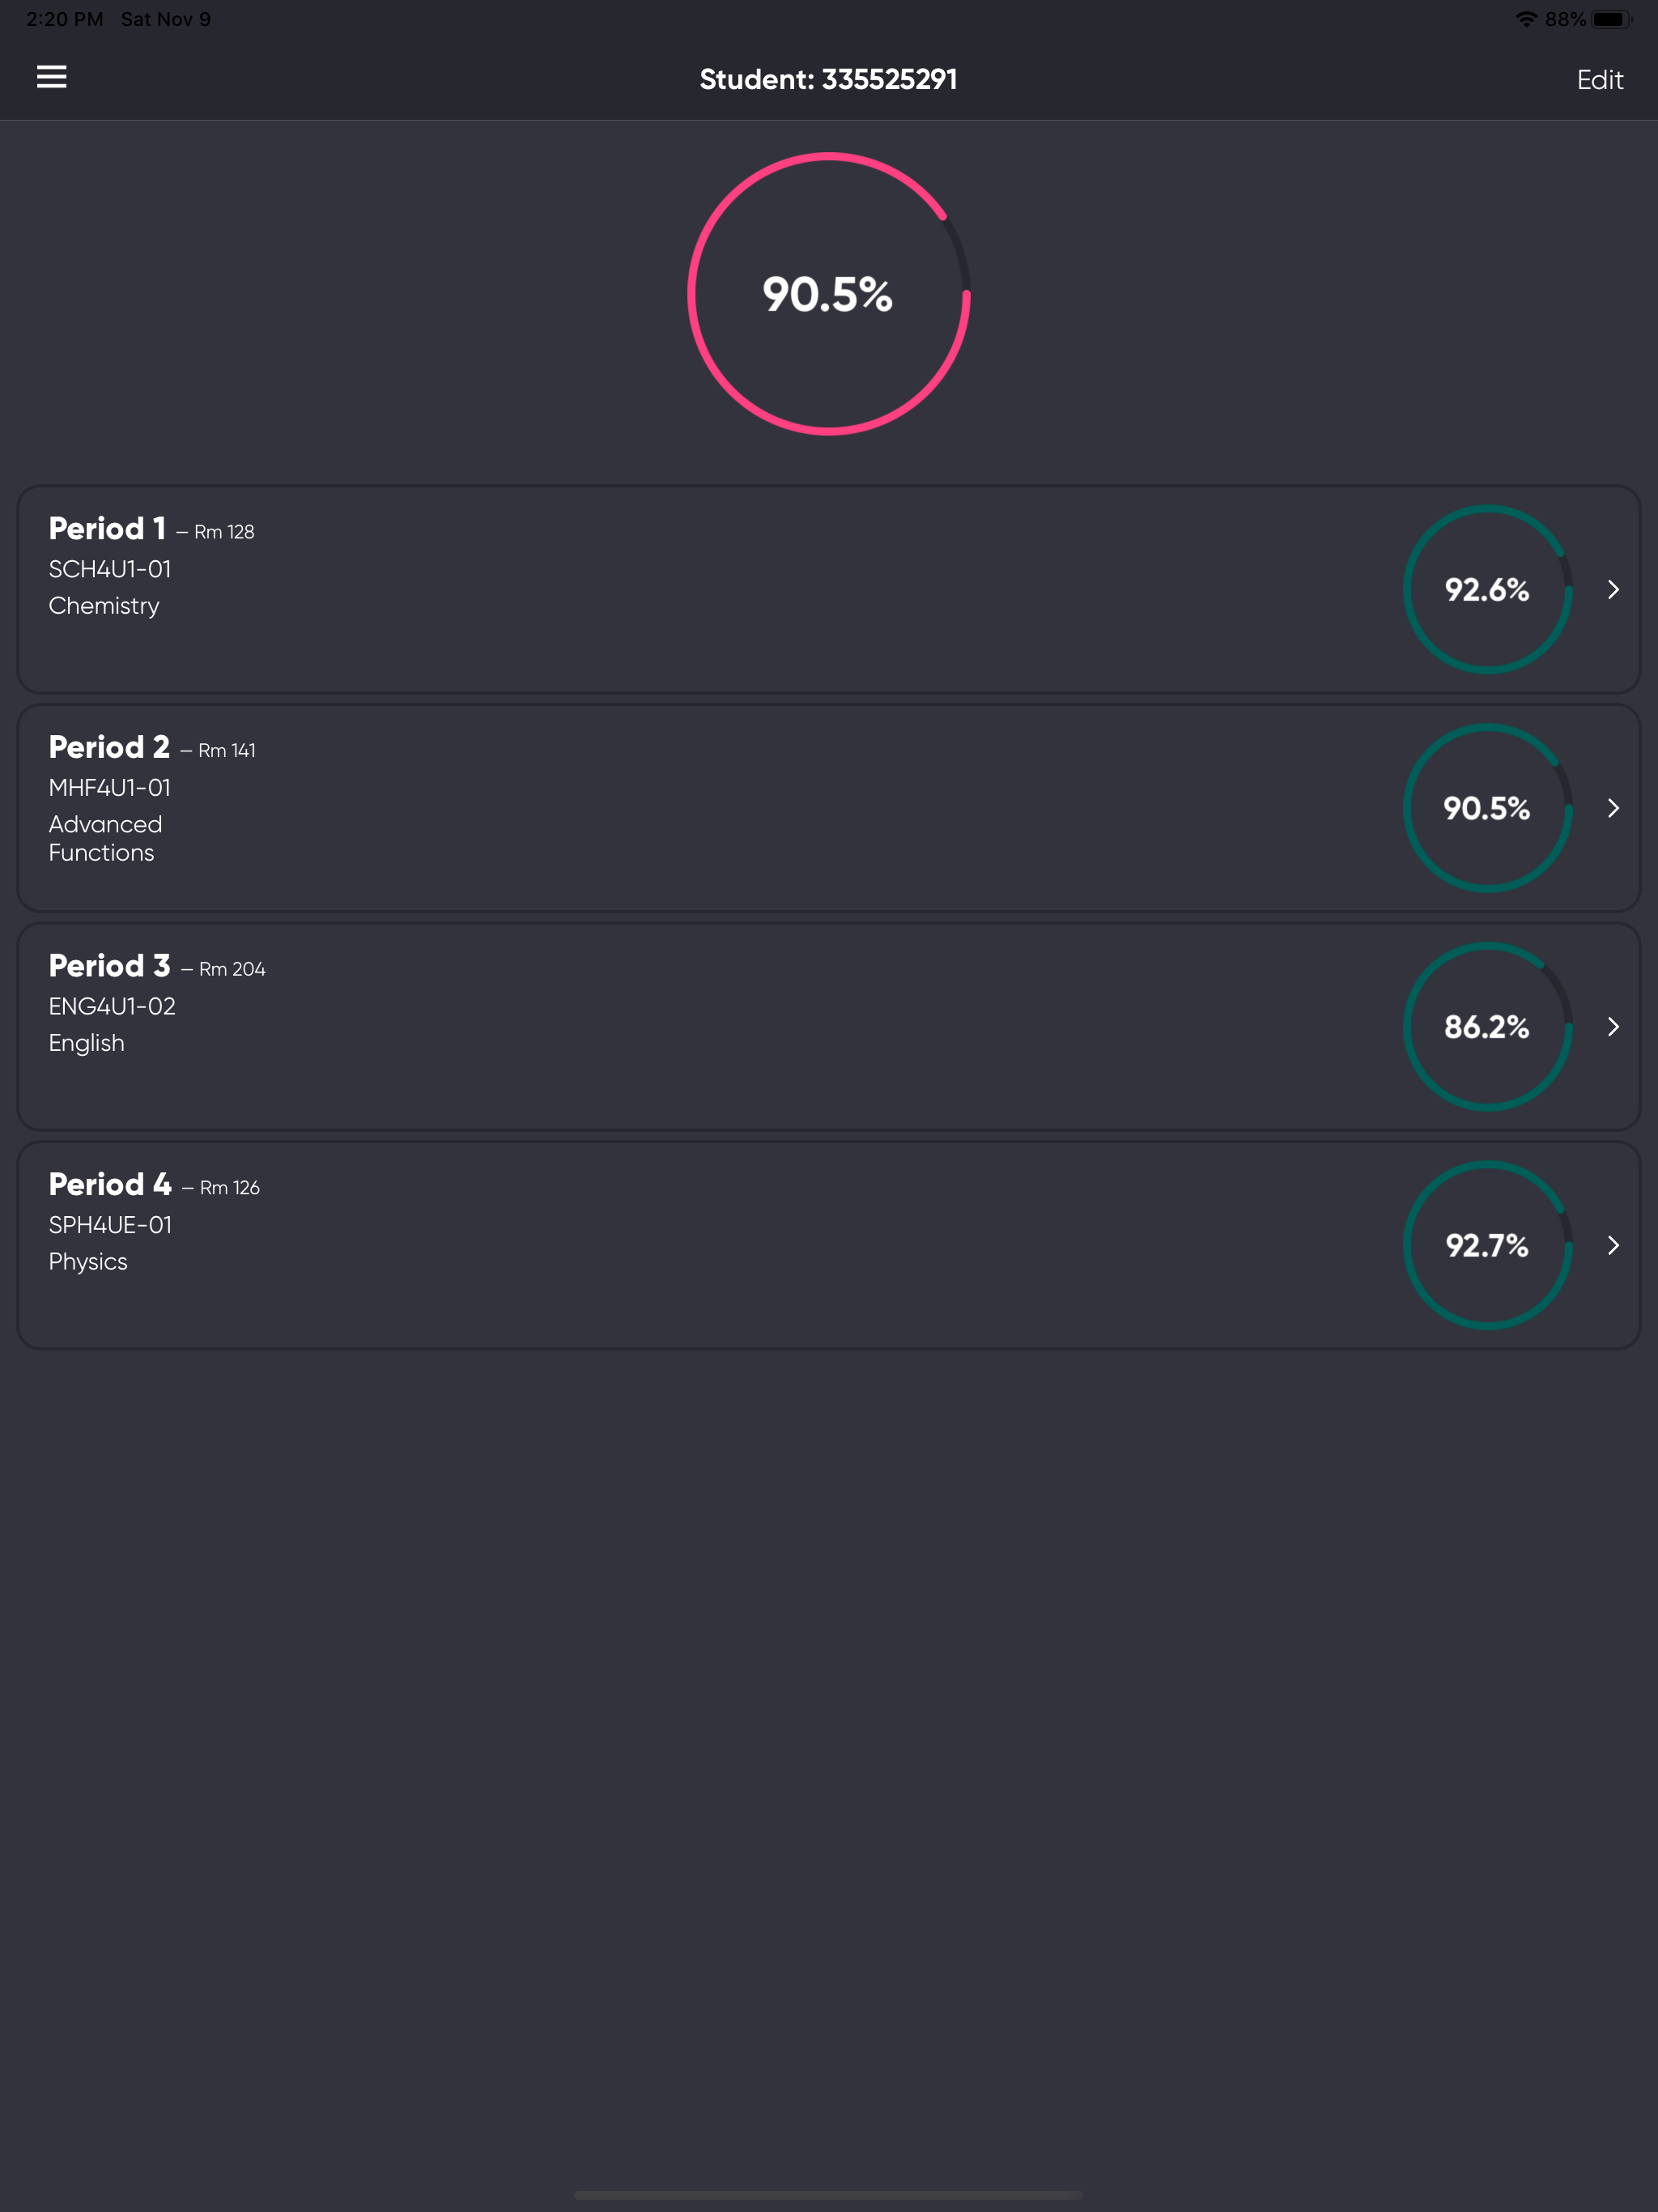 2:20 PM Sat Nov 9 88%
Student: 335525291 Edit
90.5%
Period 1 – Rm 128
SCH4U1-01
Chemistry
92.6%
Period 2 – Rm 141
MHF4U1-01
Advanced
Functions
90.5%
Period 3 – Rm 204
ENG4U1-02
English
86.2%
Period 4 – Rm 126
SPH4UE-01
Physics
92.7%